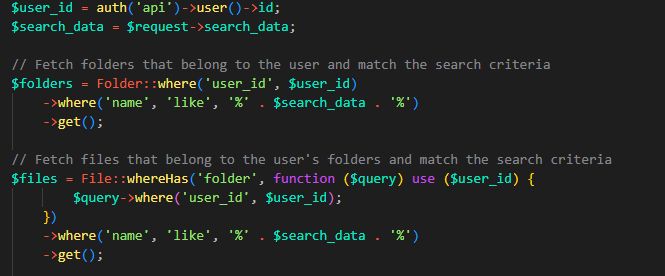 $user_id = auth('api')->user()->id;
$search_data = $request->search_data;

// Fetch folders that belong to the user and match the search criteria
$folders = Folder::where('user_id', $user_id)
    ->where('name', 'like', '%' . $search_data . '%')
    ->get();

// Fetch files that belong to the user's folders and match the search criteria
$files = File::whereHas('folder', function ($query) use ($user_id) {
        $query->where('user_id', $user_id);
    })
    ->where('name', 'like', '%' . $search_data . '%')
    ->get();